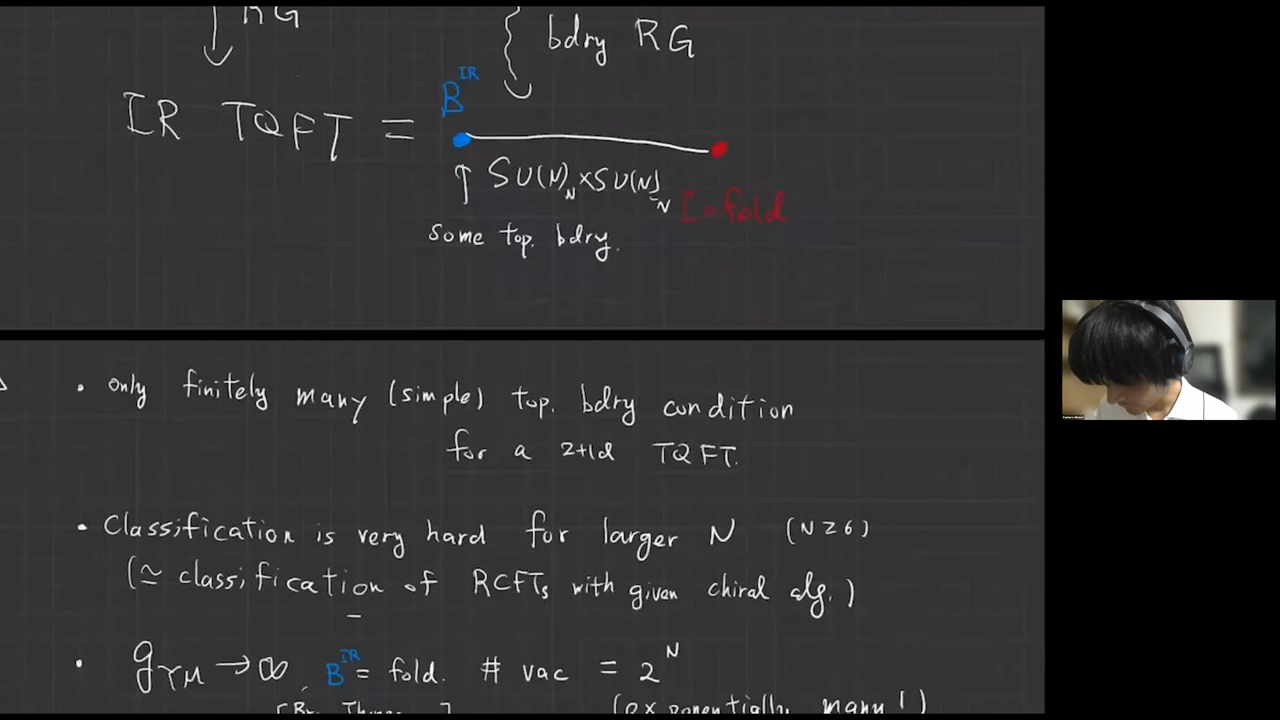 RG
bdry RG
IR TQFT = B^IR
SU(N)_N × SU(N)_-N
fold
some top. bdry.
• only finitely many (simple) top. bdry condition
for a 2+1d TQFT.
• Classification is very hard for larger N (N≥6)
(≃ classification of RCFTs with given chiral alg.)
• g_YM → ∞ B^IR = fold. # vac = 2^N
(exponentially many!)